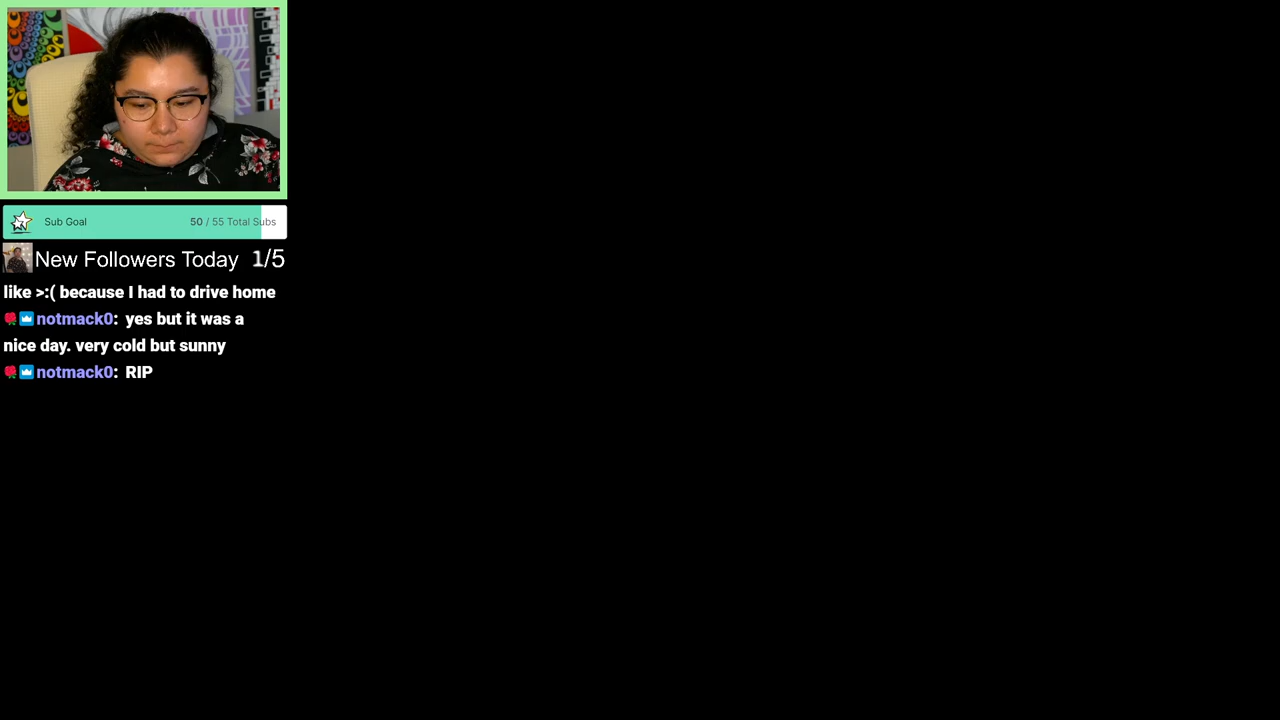 Sub Goal 50 / 55 Total Subs
New Followers Today 1/5
like >:( because I had to drive home
notmack0: yes but it was a
nice day. very cold but sunny
notmack0: RIP